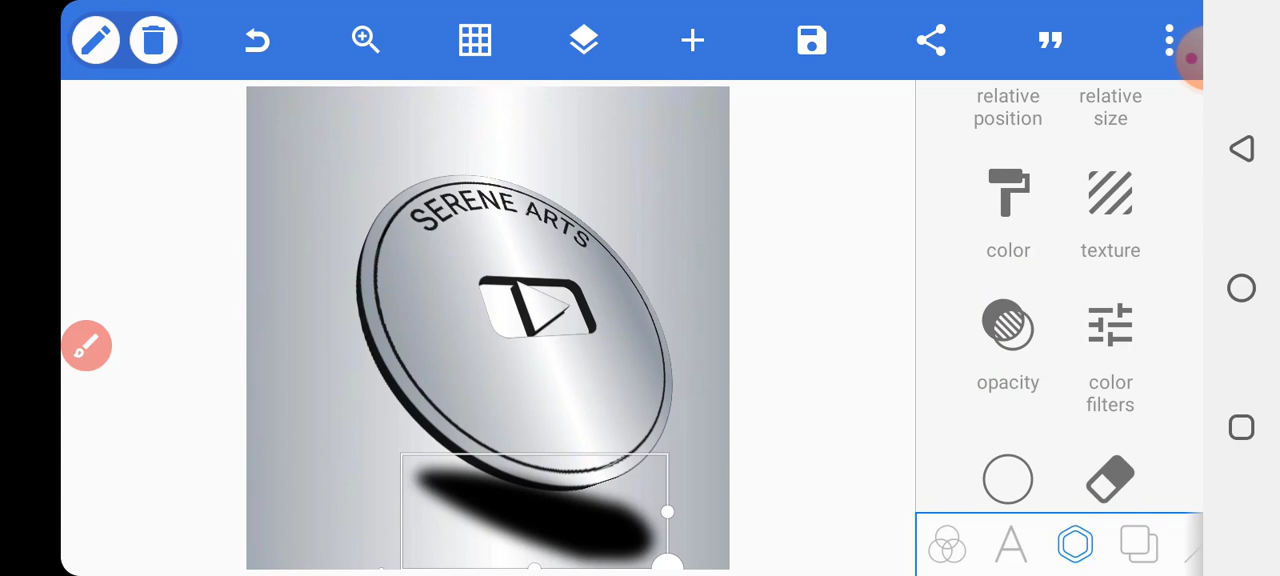 SERENE ARTS
relative position
relative size
color
texture
opacity
color filters